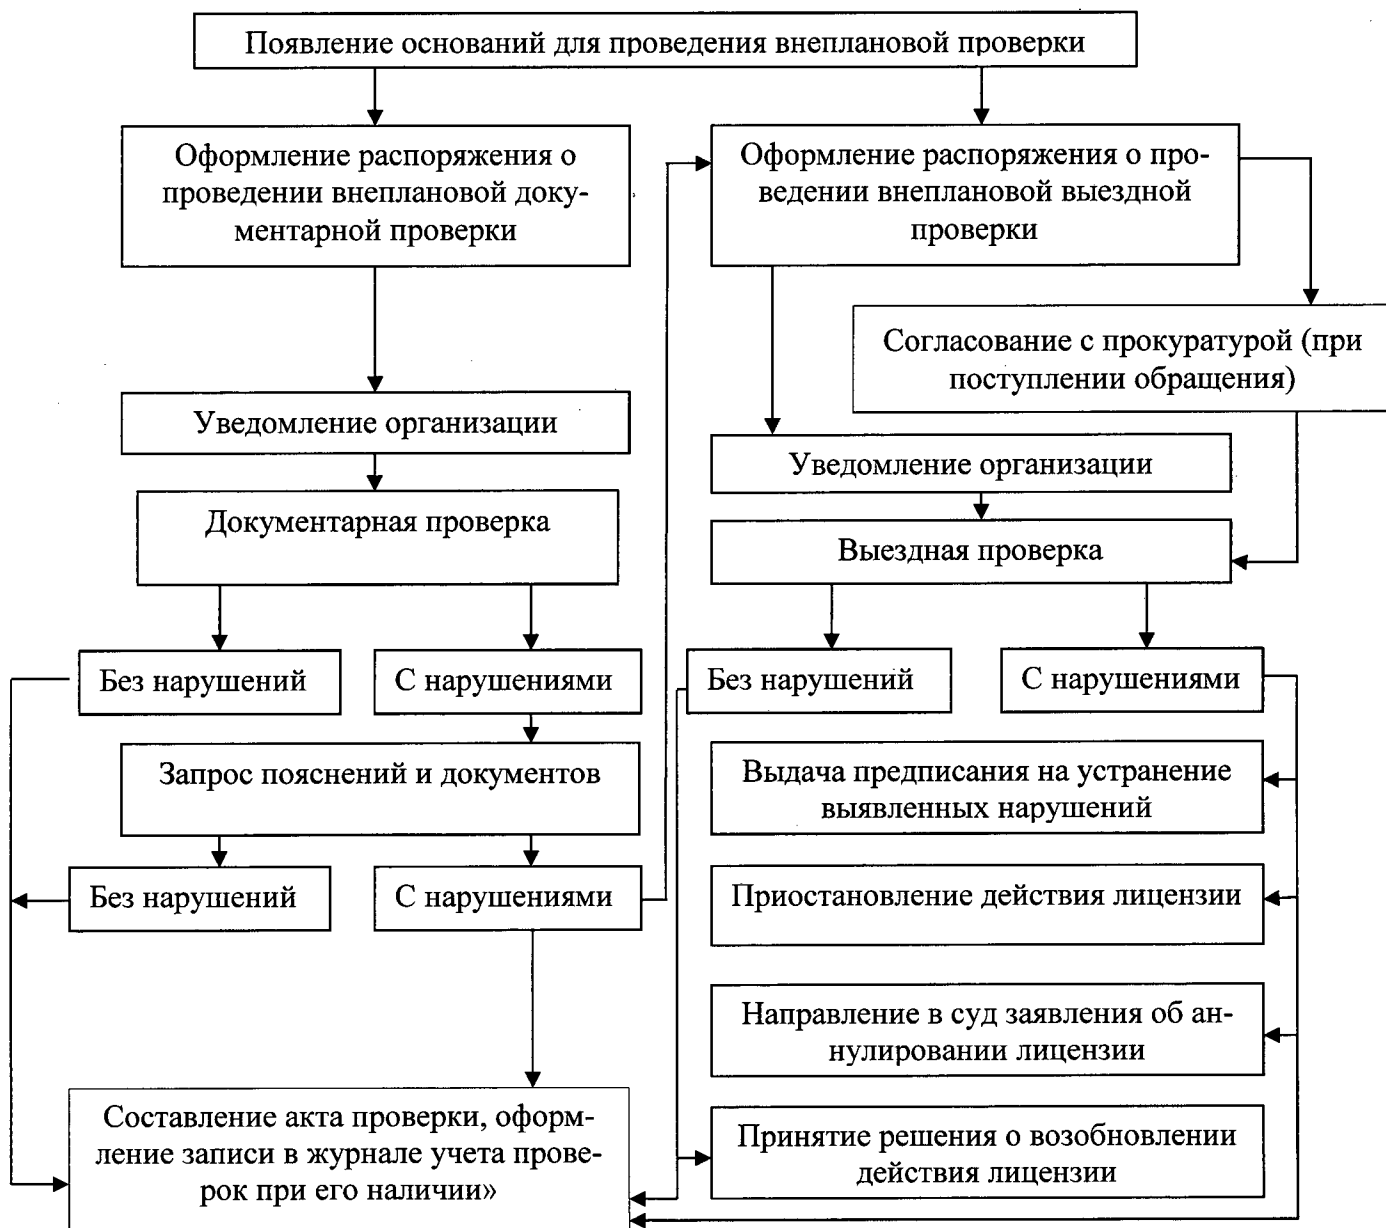 Появление оснований для проведения внеплановой проверки
Оформление распоряжения о
проведении внеплановой доку-
ментарной проверки
Оформление распоряжения о про-
ведении внеплановой выездной
проверки
Согласование с прокуратурой (при
поступлении обращения)
Уведомление организации
Уведомление организации
Документарная проверка
Выездная проверка
Без нарушений
С нарушениями
Без нарушений
С нарушениями
Запрос пояснений и документов
Выдача предписания на устранение
выявленных нарушений
Без нарушений
С нарушениями
Приостановление действия лицензии
Направление в суд заявления об ан-
нулировании лицензии
Составление акта проверки, оформ-
ление записи в журнале учета прове-
рок при его наличии»
Принятие решения о возобновлении
действия лицензии